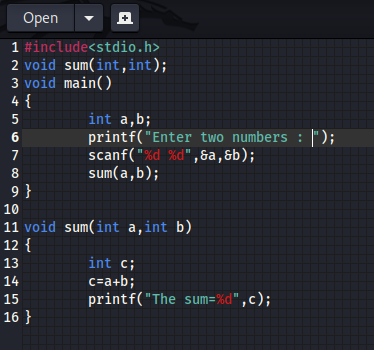 Open
1 #include<stdio.h>
2 void sum(int,int);
3 void main()
4 {
5         int a,b;
6         printf("Enter two numbers : ");
7         scanf("%d %d",&a,&b);
8         sum(a,b);
9 }
10
11 void sum(int a,int b)
12 {
13         int c;
14         c=a+b;
15         printf("The sum=%d",c);
16 }